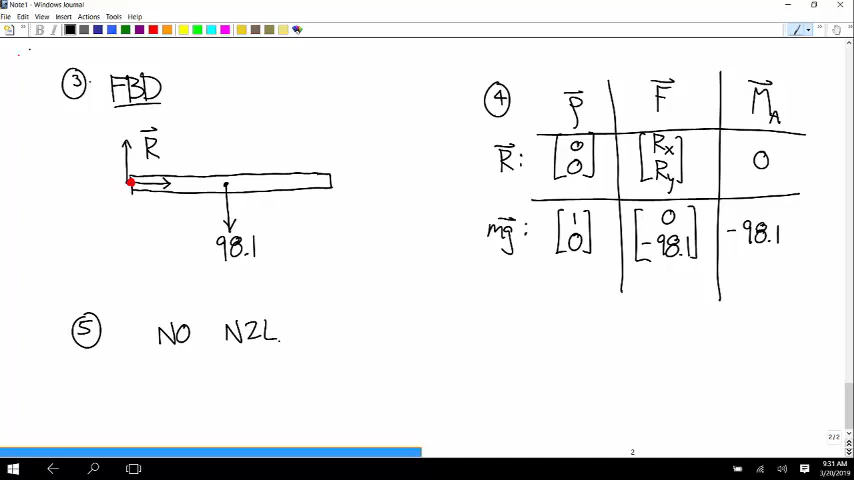 Note1 - Windows Journal
File Edit View Insert Actions Tools Help
B I
③ FBD
R⃗
98.1
④ ρ⃗ F⃗ M⃗_A
R⃗: [0 0] [Rx Ry] 0
mg⃗: [1 0] [0 -98.1] -98.1
⑤ NO N2L.
2
2/2
9:31 AM
3/20/2019